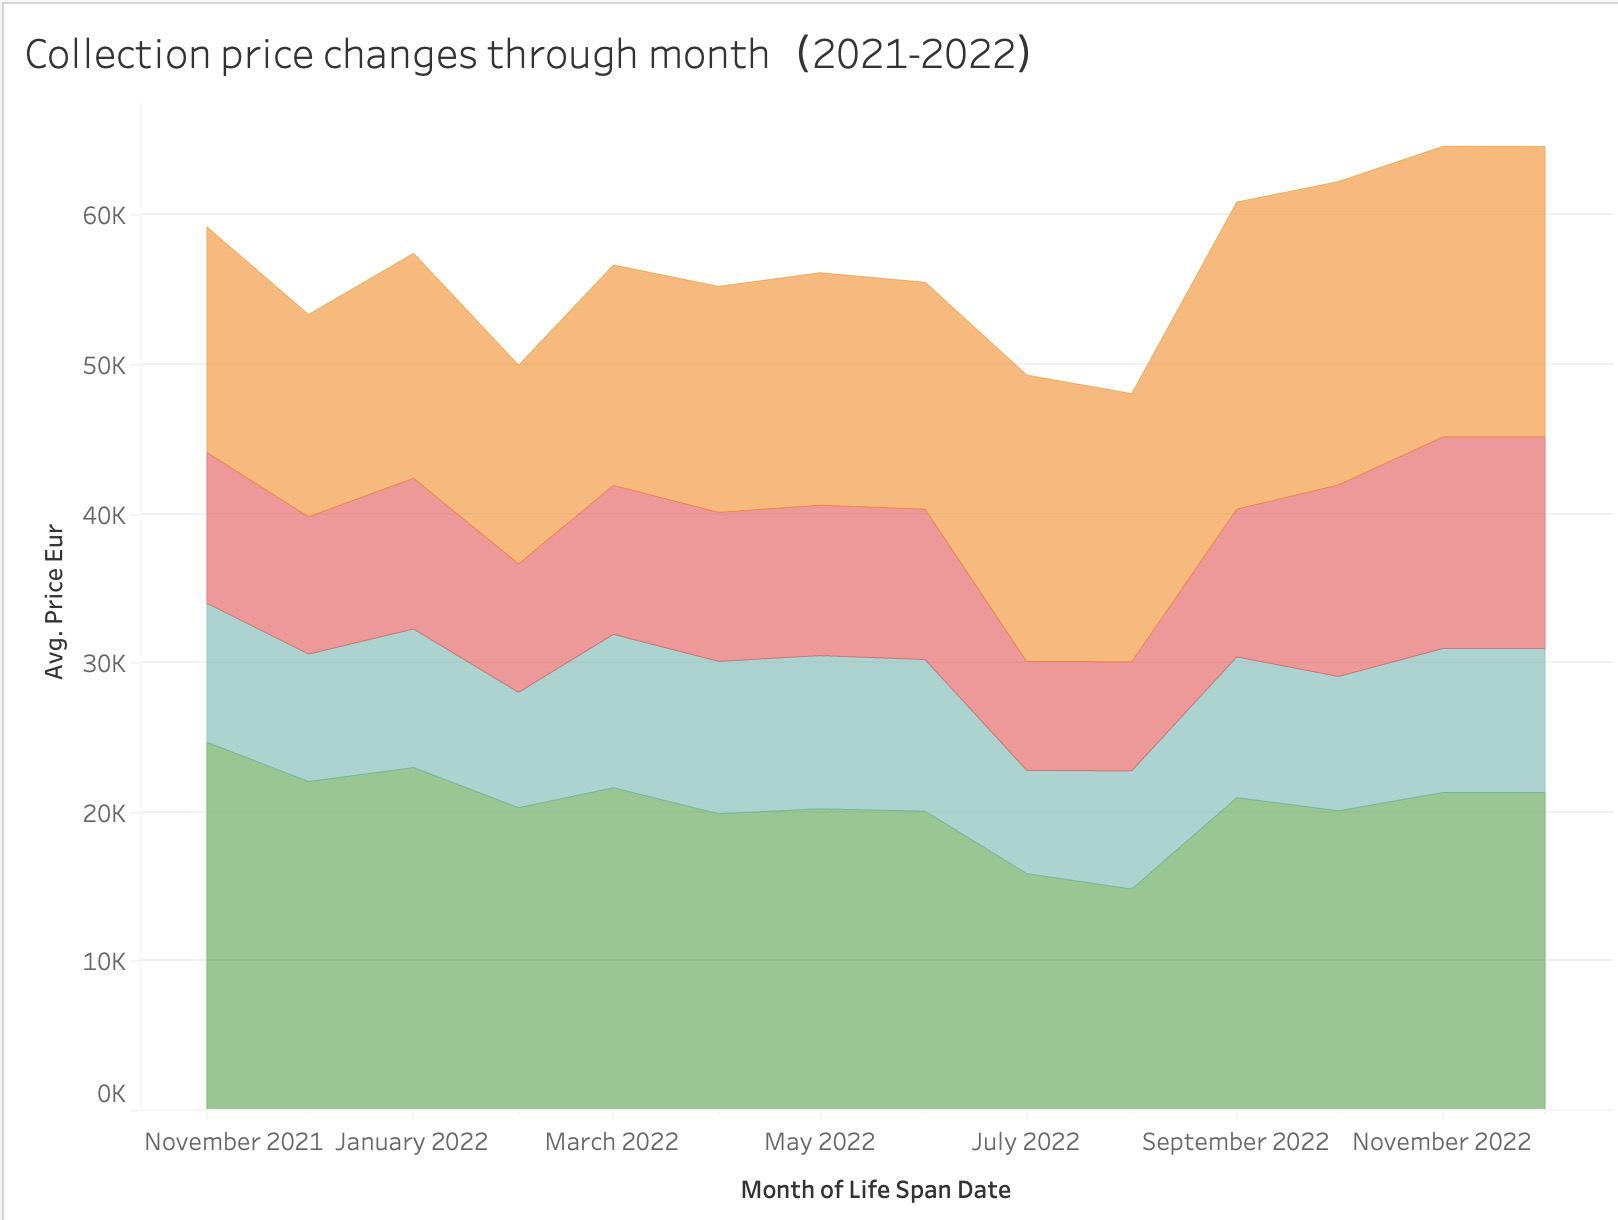 Collection price changes through month （2021-2022）
60K
50K
40K
30K
20K
10K
0K
Avg. Price Eur
November 2021 January 2022 March 2022 May 2022 July 2022 September 2022 November 2022
Month of Life Span Date